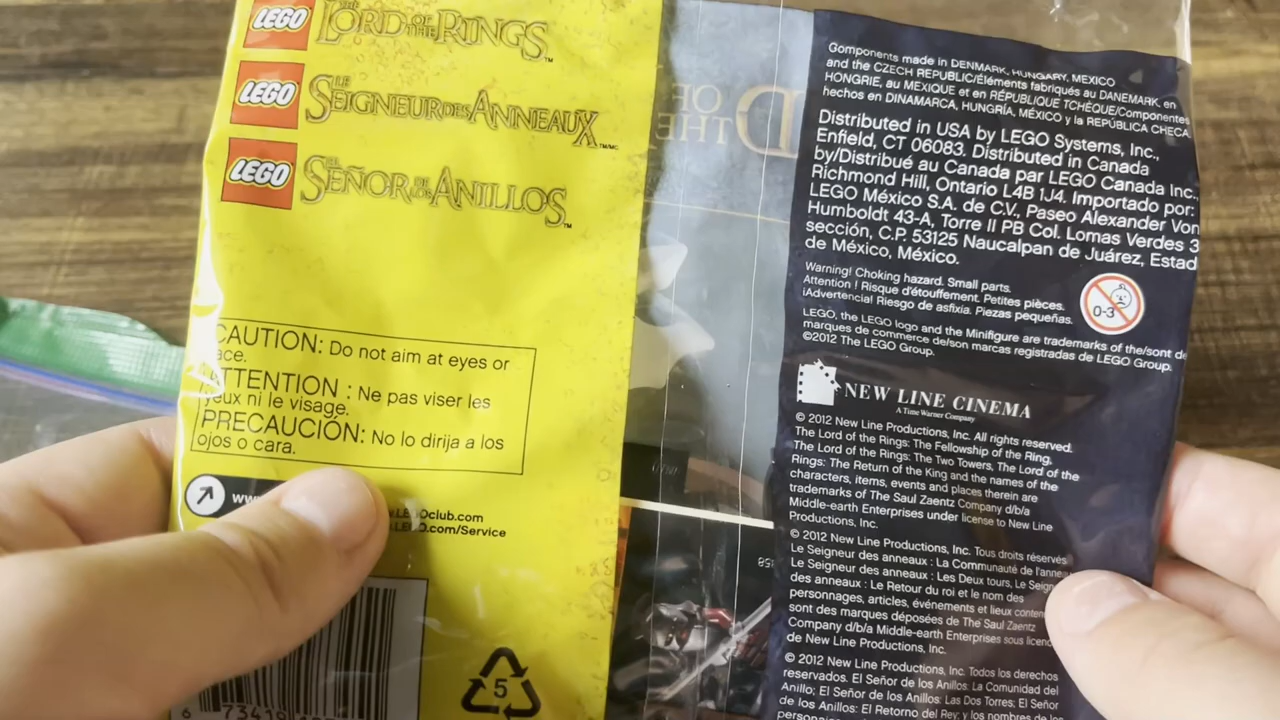 LEGO THE LORD OF THE RINGS™
LEGO LE SEIGNEUR DES ANNEAUX TM/MC
LEGO EL SEÑOR DE LOS ANILLOS™
CAUTION: Do not aim at eyes or
ace.
ATTENTION : Ne pas viser les
yeux ni le visage.
PRECAUCIÓN: No lo dirija a los
ojos o cara.
LEGOclub.com
LEGO.com/Service
5
OF
THE
Components made in DENMARK, HUNGARY, MEXICO
and the CZECH REPUBLIC/Éléments fabriqués au DANEMARK, en
HONGRIE, au MEXIQUE et en RÉPUBLIQUE TCHÈQUE/Componentes
hechos en DINAMARCA, HUNGRÍA, MÉXICO y la REPÚBLICA CHECA.
Distributed in USA by LEGO Systems, Inc.,
Enfield, CT 06083. Distributed in Canada
by/Distribué au Canada par LEGO Canada Inc.,
Richmond Hill, Ontario L4B 1J4. Importado por:
LEGO México S.A. de C.V., Paseo Alexander Von
Humboldt 43-A, Torre II PB Col. Lomas Verdes 3
sección, C.P. 53125 Naucalpan de Juárez, Estad
de México, México.
Warning! Choking hazard. Small parts.
Attention ! Risque d'étouffement. Petites pièces.
¡Advertencia! Riesgo de asfixia. Piezas pequeñas.
0-3
LEGO, the LEGO logo and the Minifigure are trademarks of the/sont de
marques de commerce de/son marcas registradas de LEGO Group.
©2012 The LEGO Group.
NEW LINE CINEMA
A Time Warner Company
© 2012 New Line Productions, Inc. All rights reserved.
The Lord of the Rings: The Fellowship of the Ring,
The Lord of the Rings: The Two Towers, The Lord of the
Rings: The Return of the King and the names of the
characters, items, events and places therein are
trademarks of The Saul Zaentz Company d/b/a
Middle-earth Enterprises under license to New Line
Productions, Inc.
© 2012 New Line Productions, Inc. Tous droits réservés
Le Seigneur des anneaux : La Communauté de l'annea
Le Seigneur des anneaux : Les Deux tours, Le Seign
des anneaux : Le Retour du roi et le nom des
personnages, articles, événements et lieux conten
sont des marques déposées de The Saul Zaentz
Company d/b/a Middle-earth Enterprises sous licenc
de New Line Productions, Inc.
© 2012 New Line Productions, Inc. Todos los derechos
reservados. El Señor de los Anillos: La Comunidad del
Anillo; El Señor de los Anillos: Las Dos Torres; El Señor
de los Anillos: El Retorno del Rey; y los nombres de los